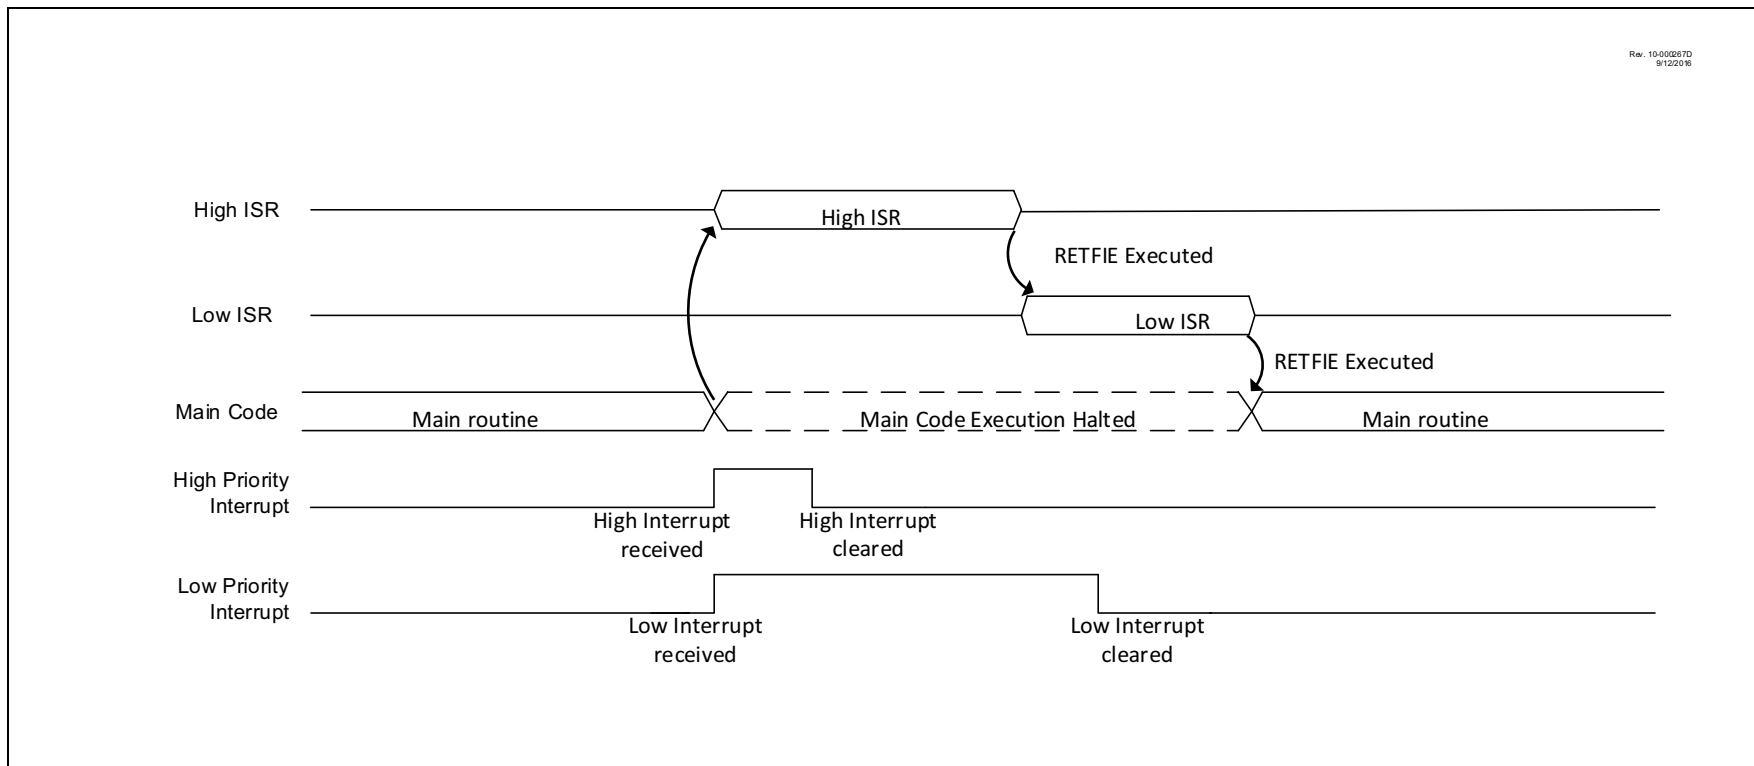 Rev. 10-000267D
9/12/2016
High ISR
High ISR
RETFIE Executed
Low ISR
Low ISR
RETFIE Executed
Main Code
Main routine
Main Code Execution Halted
Main routine
High Priority
Interrupt
High Interrupt
received
High Interrupt
cleared
Low Priority
Interrupt
Low Interrupt
received
Low Interrupt
cleared